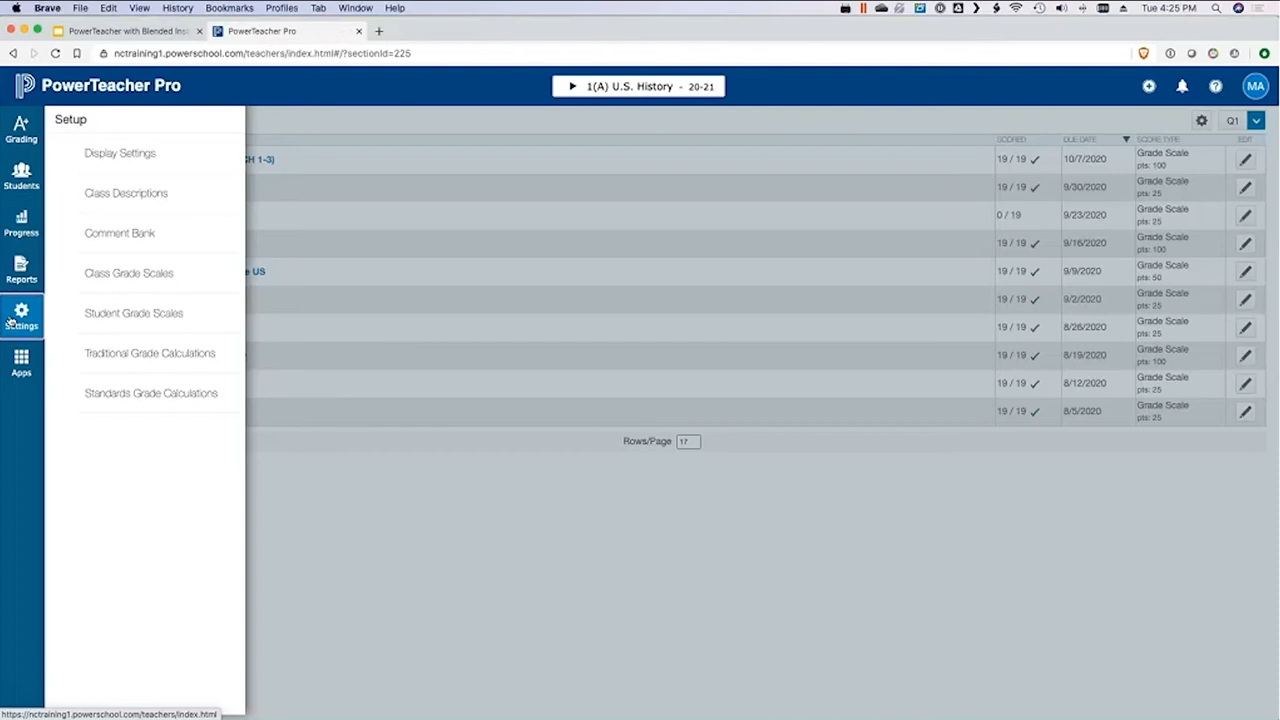 Brave File Edit View History Bookmarks Profiles Tab Window Help Tue 4:25 PM
PowerTeacher with Blended Inst
PowerTeacher Pro
nctraining1.powerschool.com/teachers/index.html#/?sectionId=225
PowerTeacher Pro
1(A) U.S. History - 20-21
MA
Grading
Students
Progress
Reports
Settings
Apps
Setup
Display Settings
Class Descriptions
Comment Bank
Class Grade Scales
Student Grade Scales
Traditional Grade Calculations
Standards Grade Calculations
Q1
SCORED DUE DATE SCORE TYPE EDIT
CH 1-3) 19 / 19 10/7/2020 Grade Scale
pts: 100
19 / 19 9/30/2020 Grade Scale
pts: 25
0 / 19 9/23/2020 Grade Scale
pts: 25
19 / 19 9/16/2020 Grade Scale
pts: 100
e US 19 / 19 9/9/2020 Grade Scale
pts: 50
19 / 19 9/2/2020 Grade Scale
pts: 25
19 / 19 8/26/2020 Grade Scale
pts: 25
19 / 19 8/19/2020 Grade Scale
pts: 100
19 / 19 8/12/2020 Grade Scale
pts: 25
19 / 19 8/5/2020 Grade Scale
pts: 25
Rows/Page 17
https://nctraining1.powerschool.com/teachers/index.html